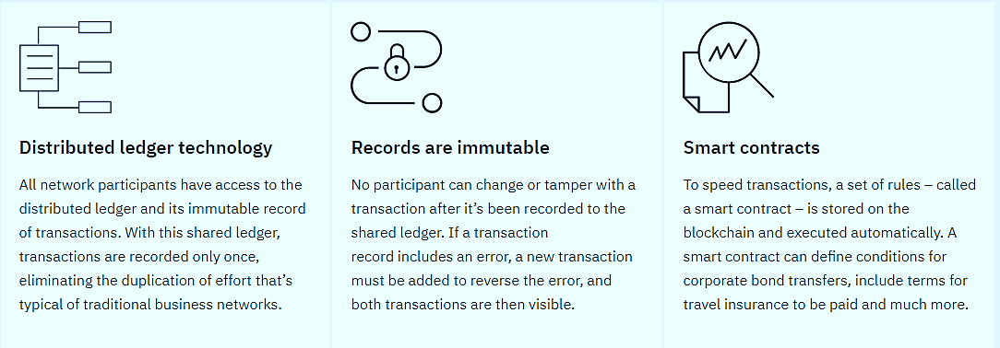 Distributed ledger technology
All network participants have access to the
distributed ledger and its immutable record
of transactions. With this shared ledger,
transactions are recorded only once,
eliminating the duplication of effort that’s
typical of traditional business networks.
Records are immutable
No participant can change or tamper with a
transaction after it’s been recorded to the
shared ledger. If a transaction
record includes an error, a new transaction
must be added to reverse the error, and
both transactions are then visible.
Smart contracts
To speed transactions, a set of rules – called
a smart contract – is stored on the
blockchain and executed automatically. A
smart contract can define conditions for
corporate bond transfers, include terms for
travel insurance to be paid and much more.